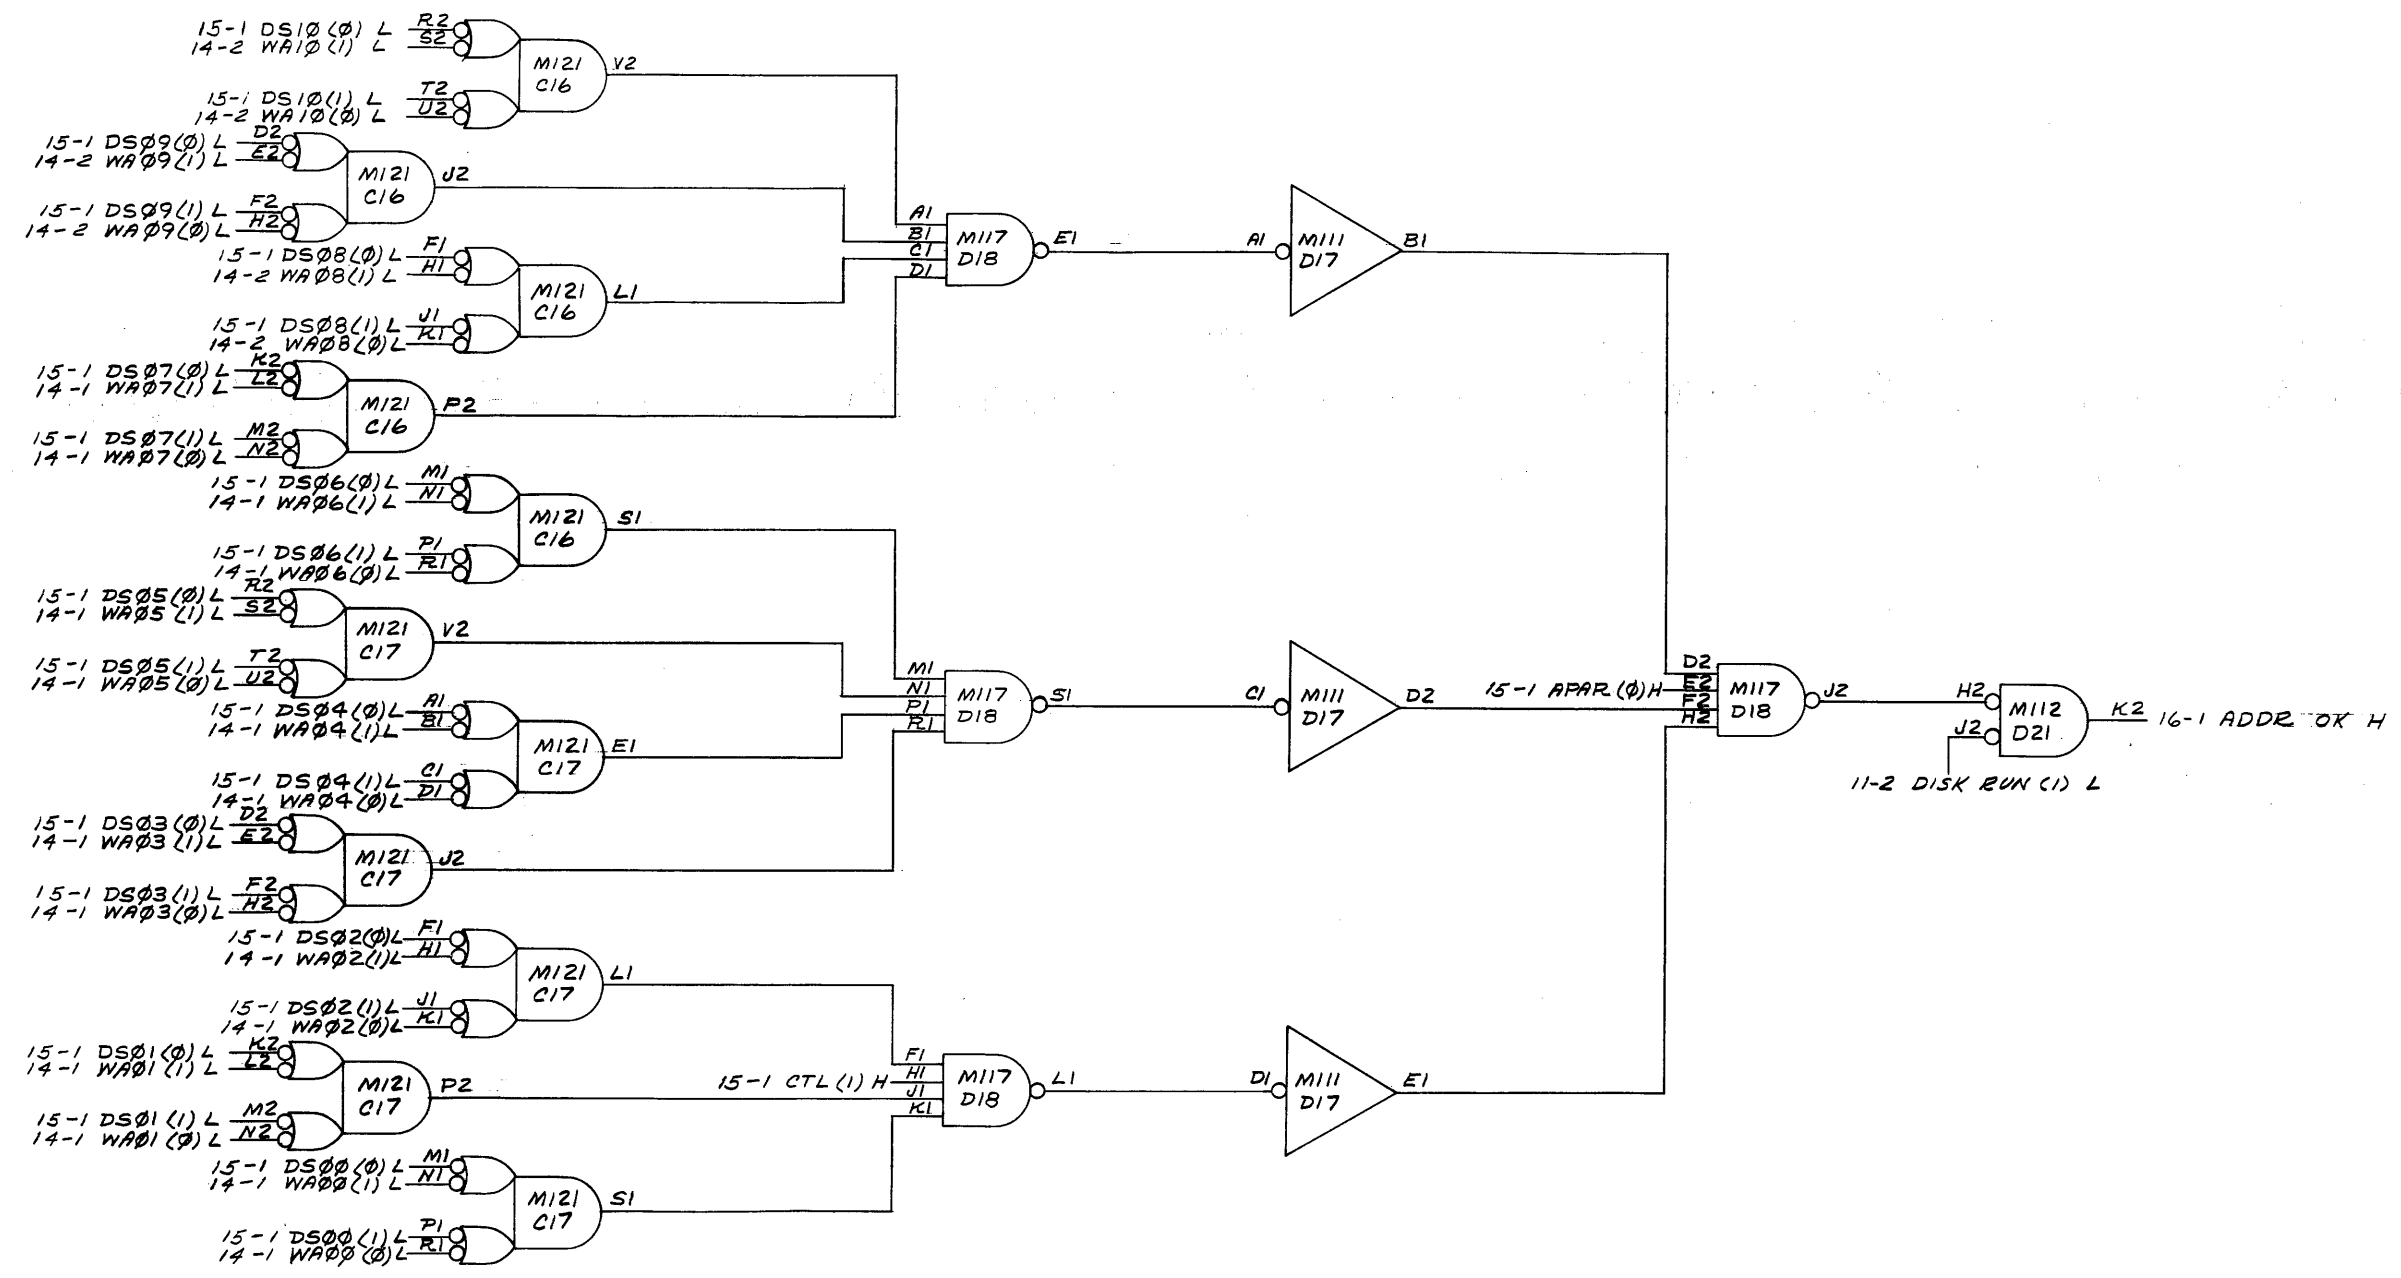 15-1 DS1Ø (Ø) L R2
14-2 WA1Ø (1) L S2
M121
C16
V2
15-1 DS1Ø(1) L T2
14-2 WA1Ø(Ø) L U2
15-1 DSØ9(Ø) L D2
14-2 WAØ9(1) L E2
M121
C16
J2
15-1 DSØ9(1) L F2
14-2 WAØ9(Ø) L H2
15-1 DSØ8(Ø) L F1
14-2 WAØ8(1) L H1
M121
C16
L1
15-1 DSØ8(1) L J1
14-2 WAØ8(Ø) L K1
15-1 DSØ7(Ø) L K2
14-1 WAØ7(1) L L2
M121
C16
P2
15-1 DSØ7(1) L M2
14-1 WAØ7(Ø) L N2
15-1 DSØ6(Ø) L M1
14-1 WAØ6(1) L N1
M121
C16
S1
15-1 DSØ6(1) L P1
14-1 WAØ6(Ø) L R1
15-1 DSØ5(Ø) L R2
14-1 WAØ5 (1) L S2
M121
C17
V2
15-1 DSØ5(1) L T2
14-1 WAØ5(Ø) L U2
15-1 DSØ4(Ø) L A1
14-1 WAØ4(1) L B1
M121
C17
E1
15-1 DSØ4(1) L C1
14-1 WAØ4(Ø) L D1
15-1 DSØ3(Ø) L D2
14-1 WAØ3 (1) L E2
M121
C17
J2
15-1 DSØ3(1) L F2
14-1 WAØ3(Ø) L H2
15-1 DSØ2(Ø) L F1
14-1 WAØ2(1) L H1
M121
C17
L1
15-1 DSØ2(1) L J1
14-1 WAØ2(Ø) L K1
15-1 DSØ1(Ø) L K2
14-1 WAØ1(1) L L2
M121
C17
P2
15-1 DSØ1(1) L M2
14-1 WAØ1(Ø) L N2
15-1 DSØØ(Ø) L M1
14-1 WAØØ(1) L N1
M121
C17
S1
15-1 DSØØ(1) L P1
14-1 WAØØ (Ø) L R1
A1
B1
C1
D1
M117
D18
E1
A1
M111
D17
B1
M1
N1
P1
R1
M117
D18
S1
C1
M111
D17
D2
F1
15-1 CTL(1) H H1
J1
K1
M117
D18
L1
D1
M111
D17
E1
D2
15-1 APAR(Ø)H E2
F2
H2
M117
D18
J2
H2
J2
M112
D21
K2
16-1 ADDR OK H
11-2 DISK RUN (1) L